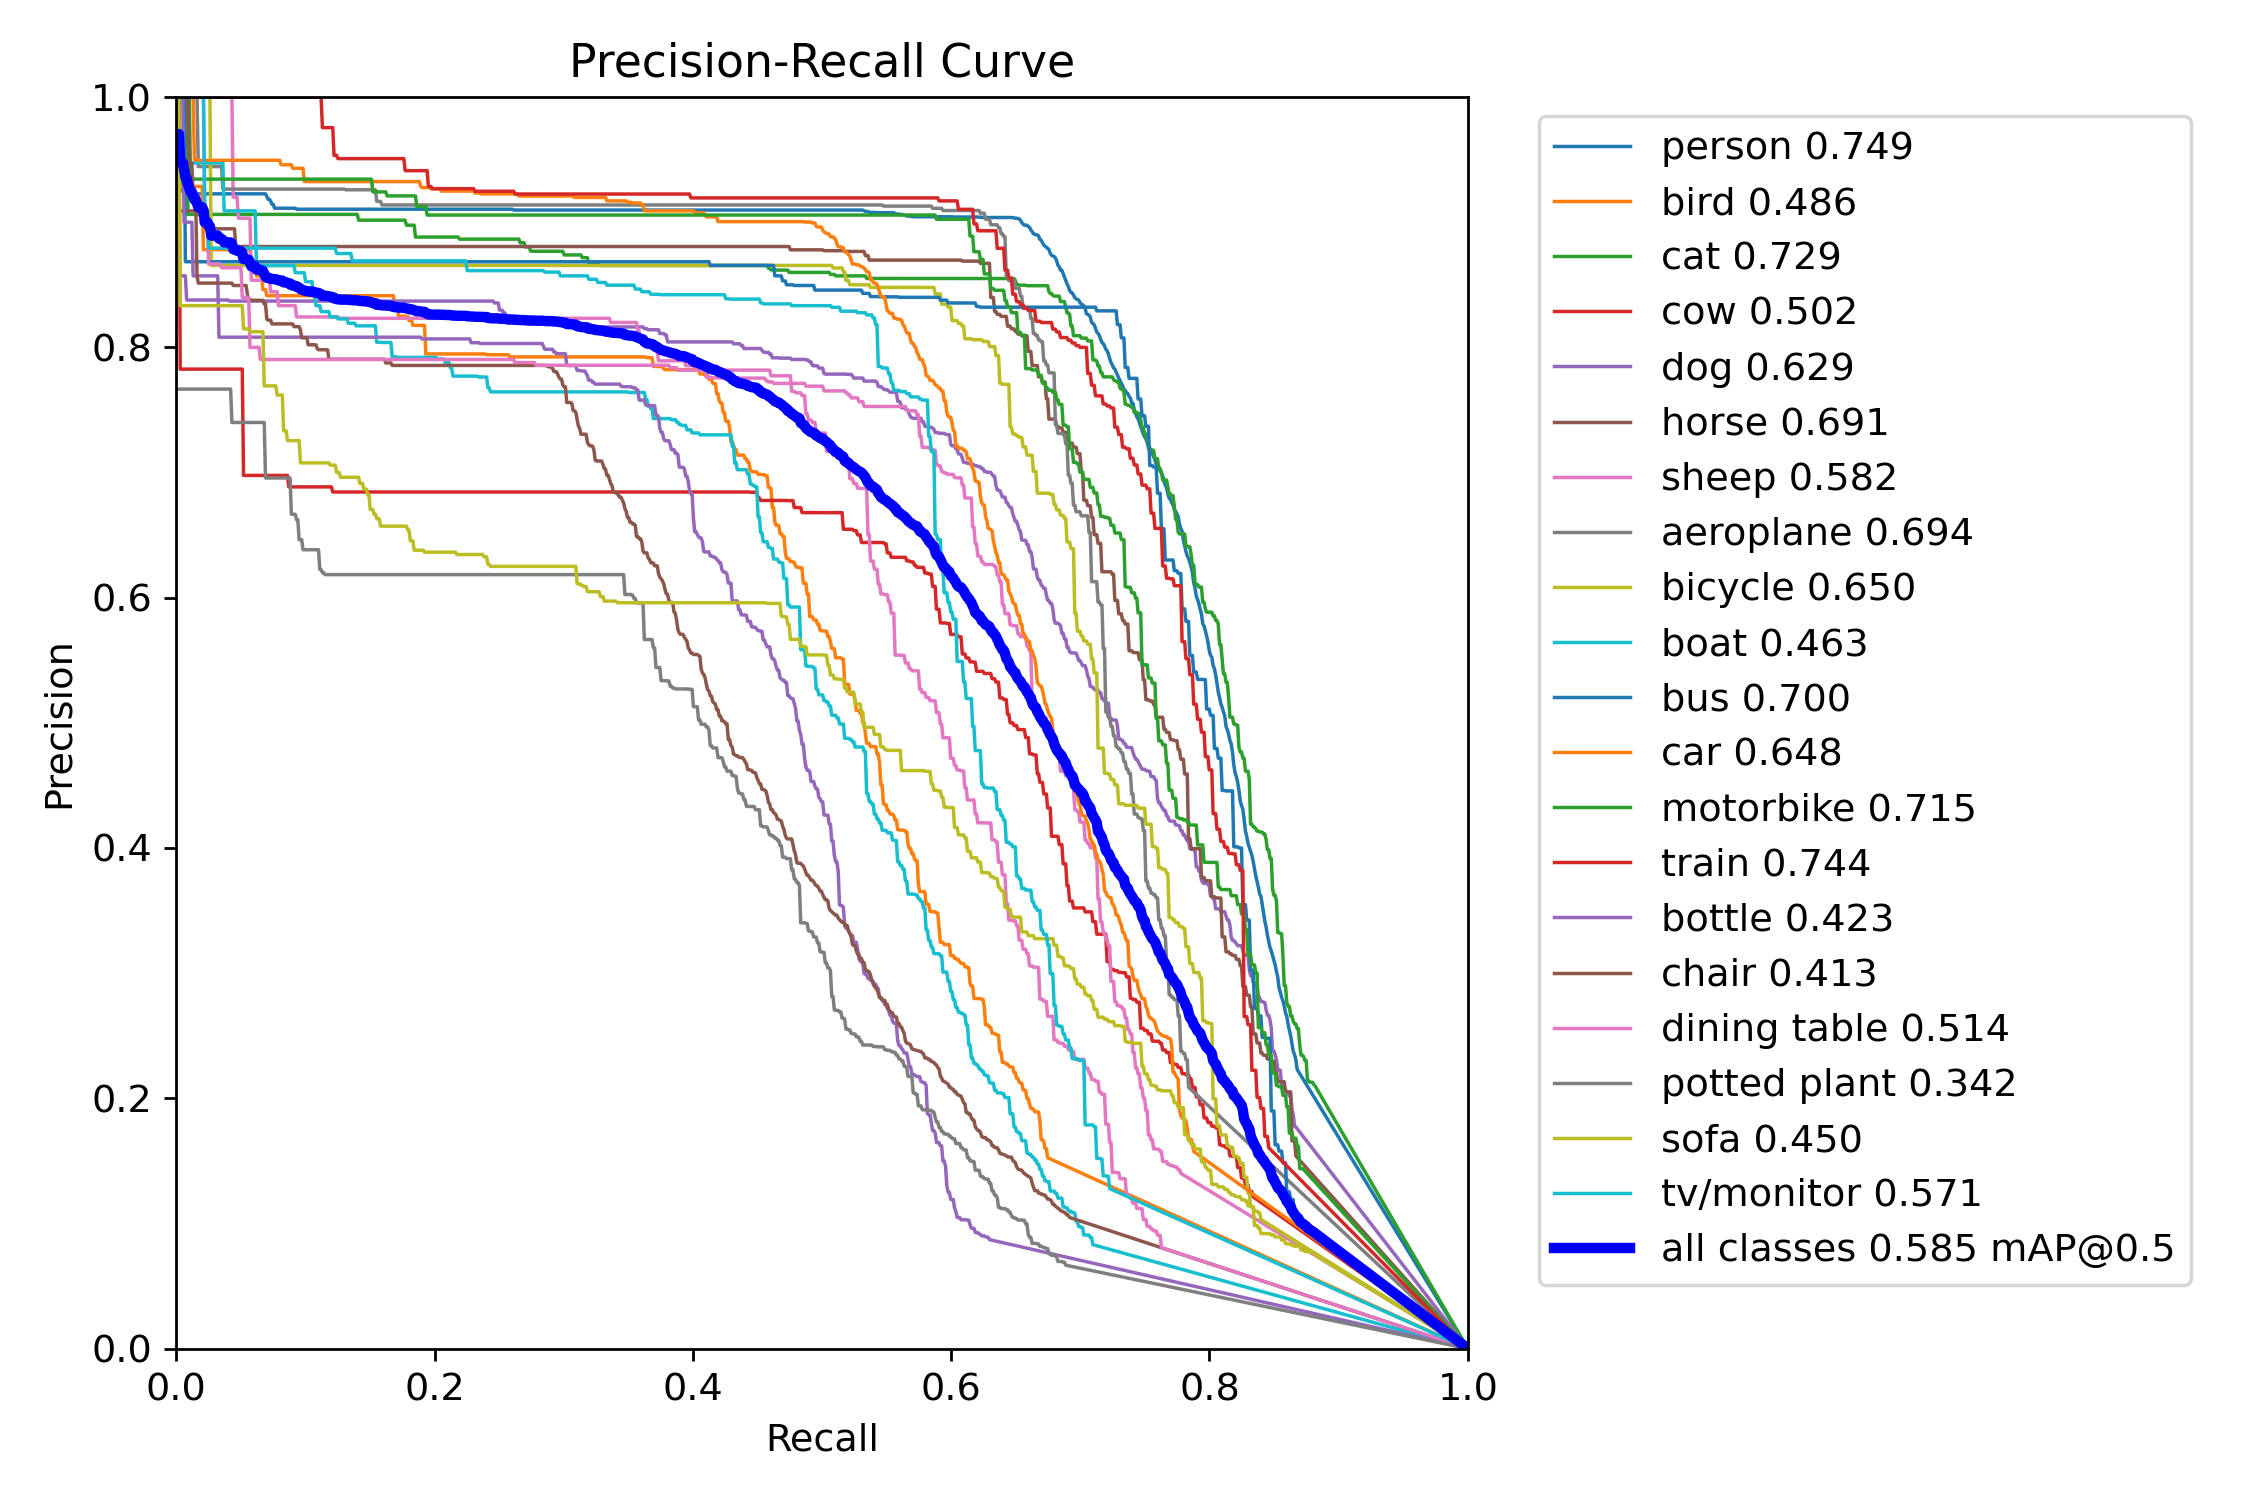 Precision-Recall Curve
1.0
0.8
0.6
0.4
0.2
0.0
Precision
0.0 0.2 0.4 0.6 0.8 1.0
Recall
person 0.749
bird 0.486
cat 0.729
cow 0.502
dog 0.629
horse 0.691
sheep 0.582
aeroplane 0.694
bicycle 0.650
boat 0.463
bus 0.700
car 0.648
motorbike 0.715
train 0.744
bottle 0.423
chair 0.413
dining table 0.514
potted plant 0.342
sofa 0.450
tv/monitor 0.571
all classes 0.585 mAP@0.5